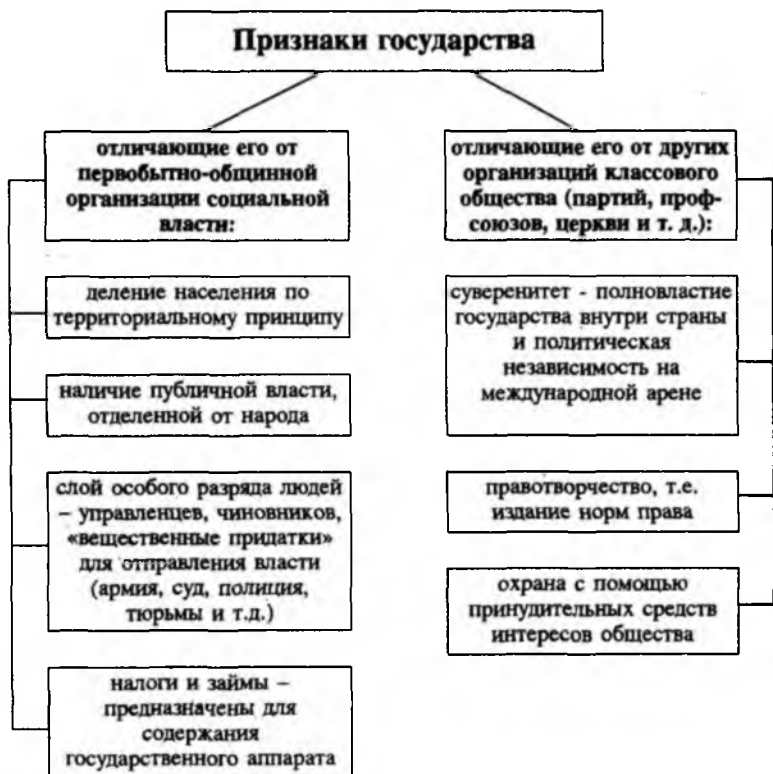 Признаки государства
отличающие его от
первобытно-общинной
организации социальной
власти:
деление населения по
территориальному принципу
наличие публичной власти,
отделенной от народа
слой особого разряда людей
– управленцев, чиновников,
«вещественные придатки»
для отправления власти
(армия, суд, полиция,
тюрьмы и т.д.)
налоги и займы –
предназначены для
содержания
государственного аппарата
отличающие его от других
организаций классового
общества (партий, проф-
союзов, церкви и т. д.):
суверенитет - полновластие
государства внутри страны
и политическая
независимость на
международной арене
правотворчество, т.е.
издание норм права
охрана с помощью
принудительных средств
интересов общества